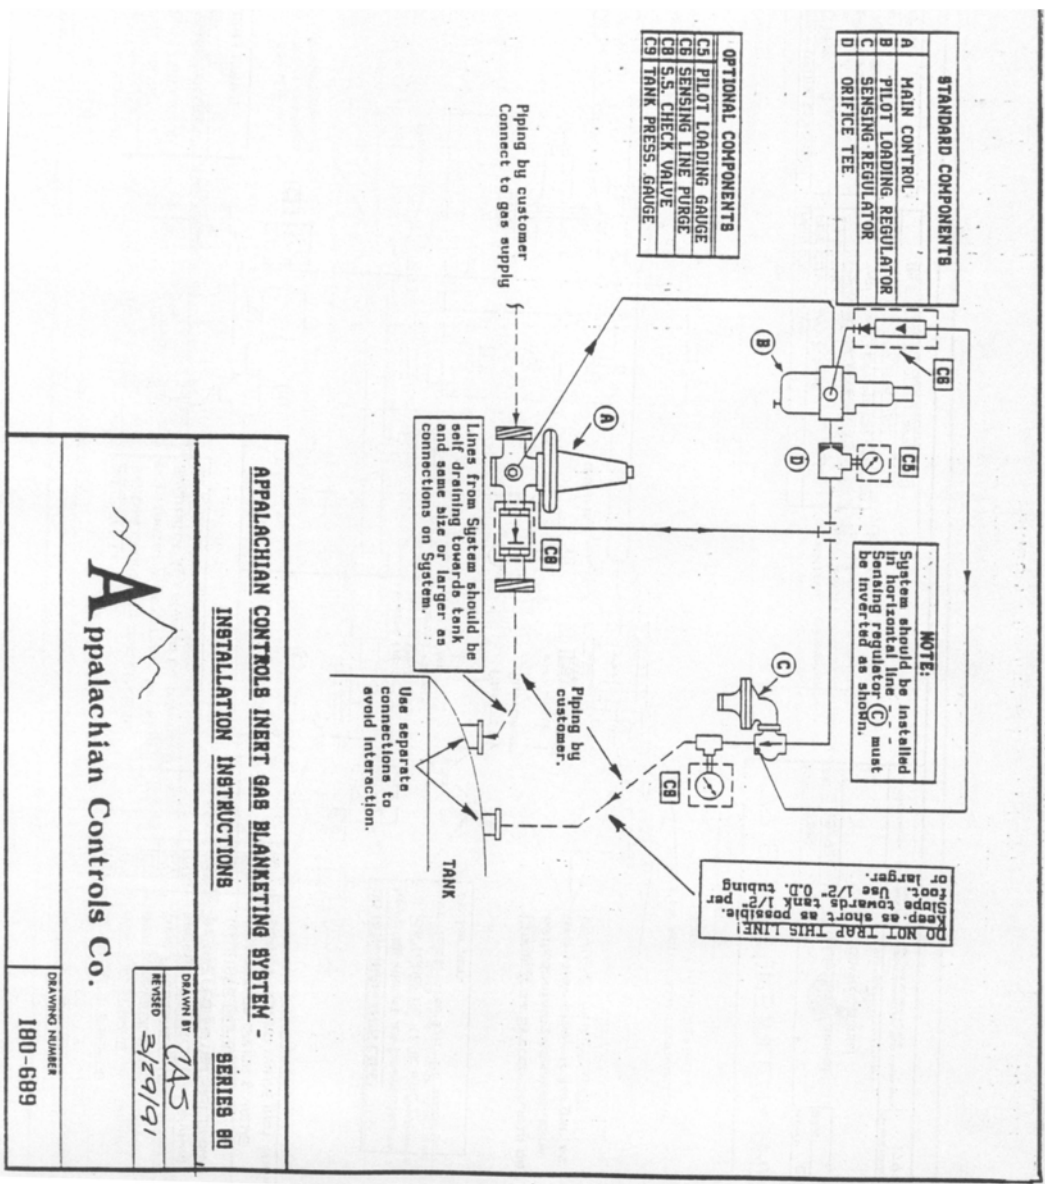 STANDARD COMPONENTS
A MAIN CONTROL
B PILOT LOADING REGULATOR
C SENSING REGULATOR
D ORIFICE TEE
OPTIONAL COMPONENTS
C5 PILOT LOADING GAUGE
C6 SENSING LINE PURGE
C8 S.S. CHECK VALVE
C9 TANK PRESS. GAUGE
C6
B
C5
D
NOTE:
System should be installed
in horizontal line - -
Sensing regulator C must
be inverted as shown.
C
C9
DO NOT TRAP THIS LINE!
Keep as short as possible.
Slope towards tank 1/2" per
foot. Use 1/2" O.D. tubing
or larger.
Piping by customer
Connect to gas supply
A
C8
Lines from System should be
self draining towards tank
and same size or larger as
connections on System.
Piping by
customer.
Use separate
connections to
avoid interaction.
TANK
APPALACHIAN CONTROLS INERT GAS BLANKETING SYSTEM -
INSTALLATION INSTRUCTIONS SERIES 80
Appalachian Controls Co.
DRAWN BY CAS
REVISED 3/29/91
DRAWING NUMBER
180-689